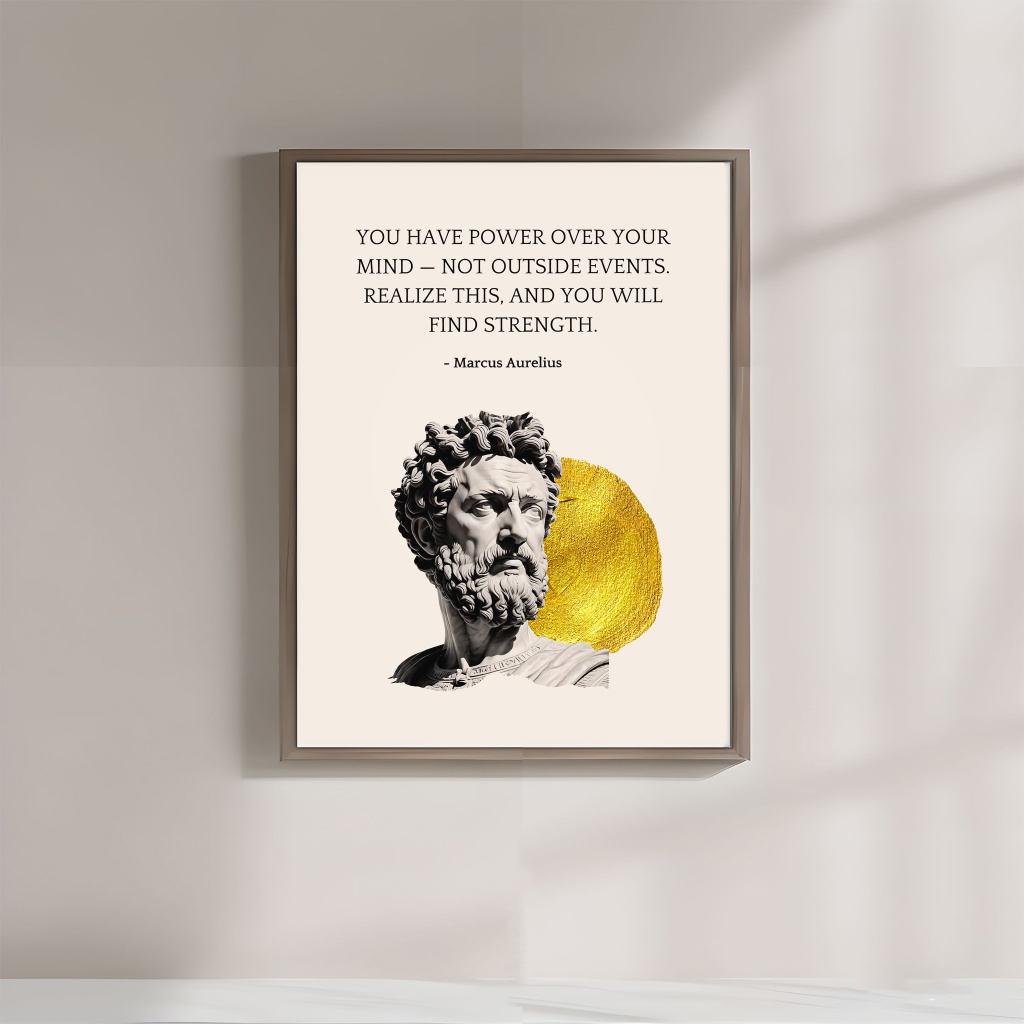 YOU HAVE POWER OVER YOUR
MIND — NOT OUTSIDE EVENTS.
REALIZE THIS, AND YOU WILL
FIND STRENGTH.
- Marcus Aurelius